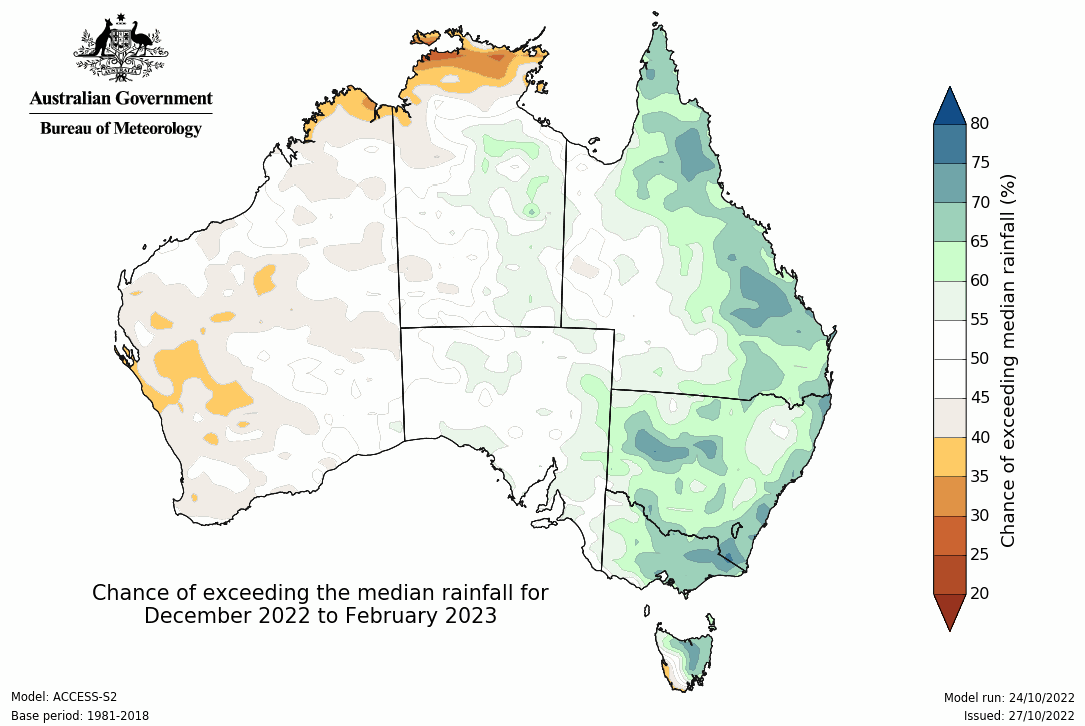 Australian Government
Bureau of Meteorology
80
75
70
65
60
55
50
45
40
35
30
25
20
Chance of exceeding median rainfall (%)
Chance of exceeding the median rainfall for
December 2022 to February 2023
Model: ACCESS-S2
Base period: 1981-2018
Model run: 24/10/2022
Issued: 27/10/2022